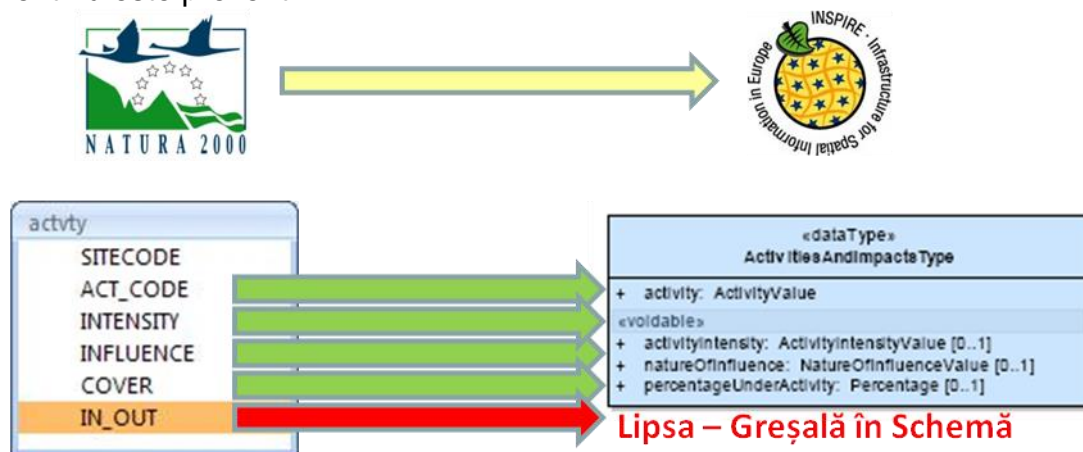 NATURA 2000
INSPIRE · Infrastructure for Spatial Information in Europe
actvty
SITECODE
ACT_CODE
INTENSITY
INFLUENCE
COVER
IN_OUT
«dataType»
ActivitiesAndImpactsType
+ activity: ActivityValue
«voidable»
+ activityIntensity: ActivityIntensityValue [0..1]
+ natureOfInfluence: NatureOfInfluenceValue [0..1]
+ percentageUnderActivity: Percentage [0..1]
Lipsa – Greșală în Schemă